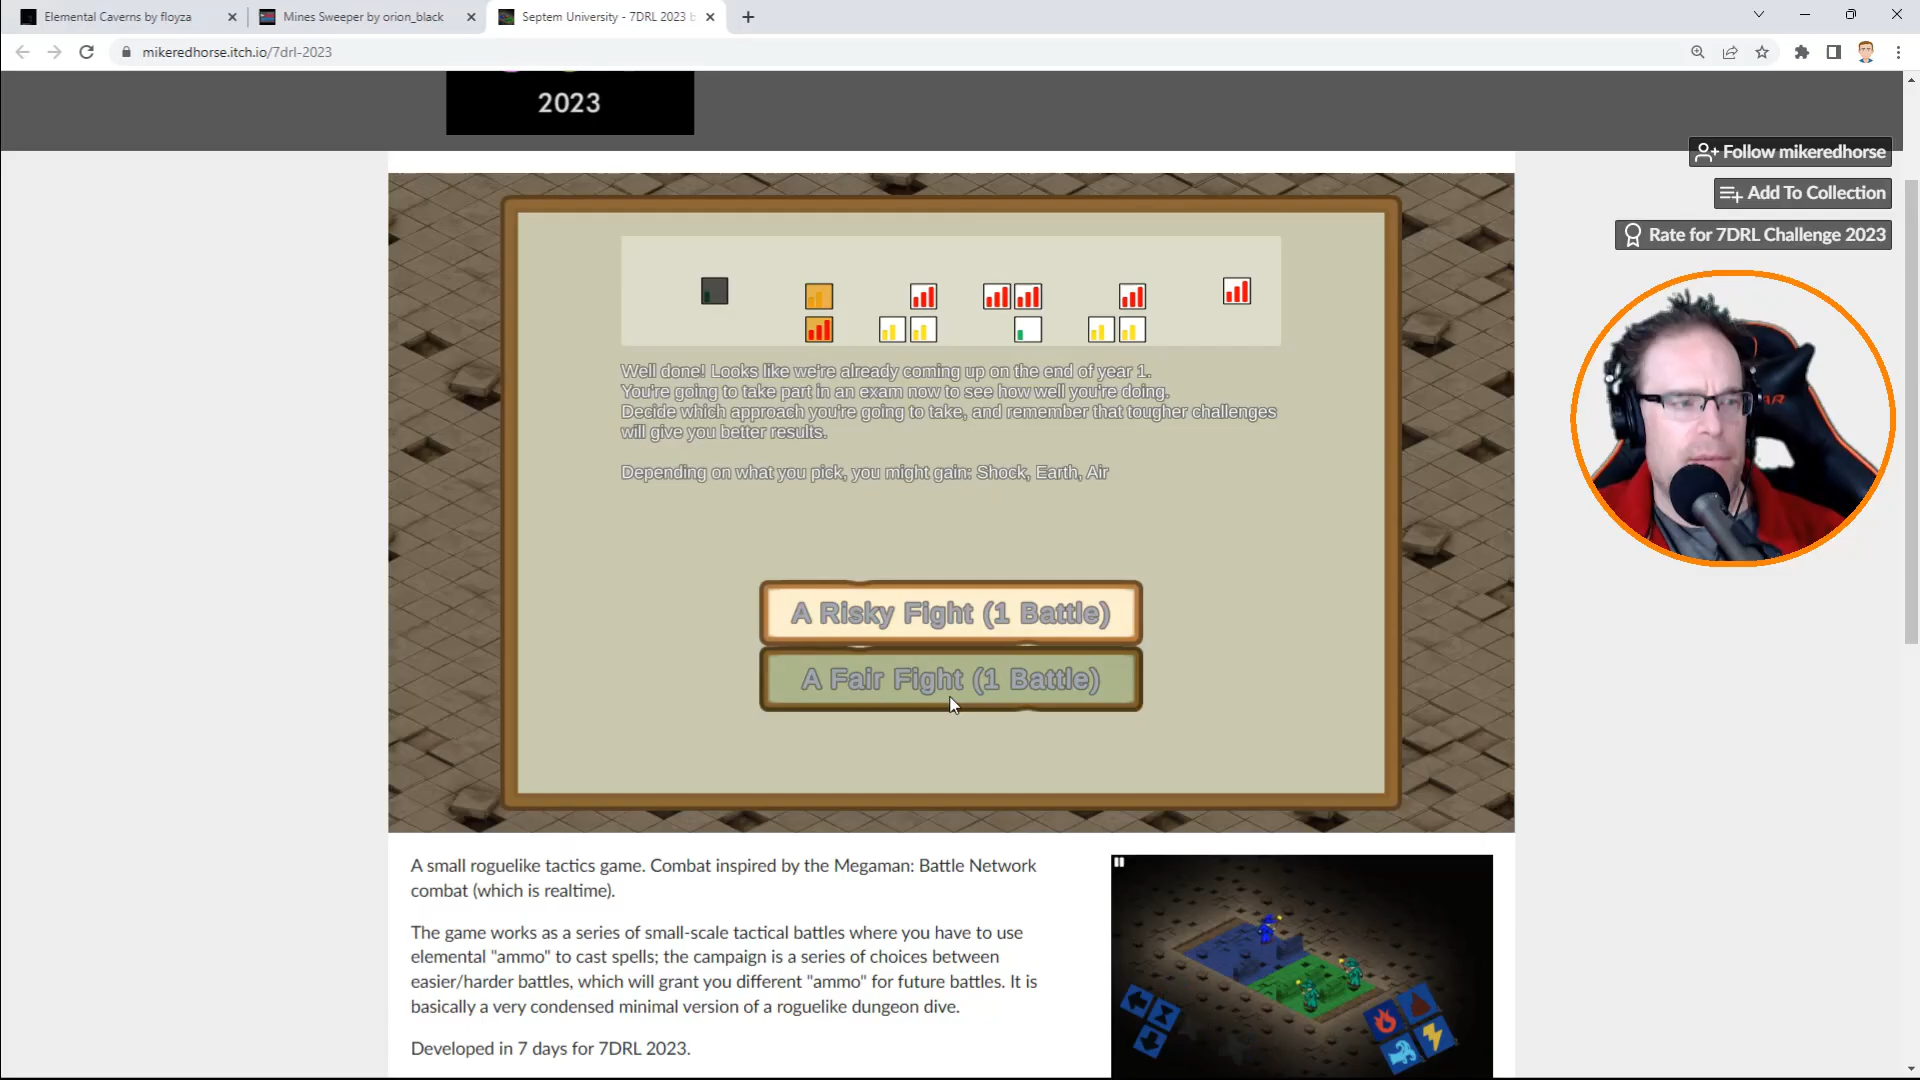 Elemental Caverns by floyza
Mines Sweeper by orion_black
Septem University - 7DRL 2023 b
mikeredhorse.itch.io/7drl-2023
2023
Follow mikeredhorse
Add To Collection
Rate for 7DRL Challenge 2023
Well done! Looks like we're already coming up on the end of year 1.
You're going to take part in an exam now to see how well you're doing.
Decide which approach you're going to take, and remember that tougher challenges
will give you better results.
Depending on what you pick, you might gain: Shock, Earth, Air
A Risky Fight (1 Battle)
A Fair Fight (1 Battle)
A small roguelike tactics game. Combat inspired by the Megaman: Battle Network
combat (which is realtime).
The game works as a series of small-scale tactical battles where you have to use
elemental "ammo" to cast spells; the campaign is a series of choices between
easier/harder battles, which will grant you different "ammo" for future battles. It is
basically a very condensed minimal version of a roguelike dungeon dive.
Developed in 7 days for 7DRL 2023.